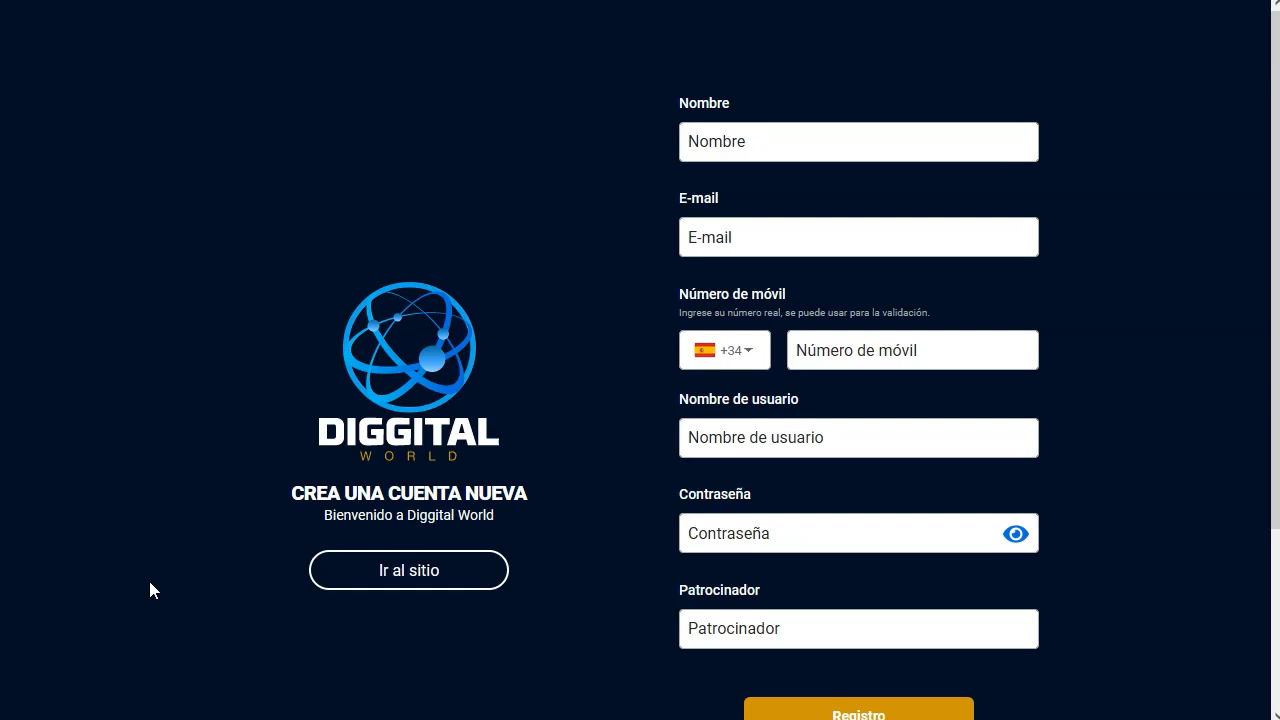 DIGGITAL
WORLD
CREA UNA CUENTA NUEVA
Bienvenido a Diggital World
Ir al sitio
Nombre
Nombre
E-mail
E-mail
Número de móvil
Ingrese su número real, se puede usar para la validación.
+34
Número de móvil
Nombre de usuario
Nombre de usuario
Contraseña
Contraseña
Patrocinador
Patrocinador
Registro